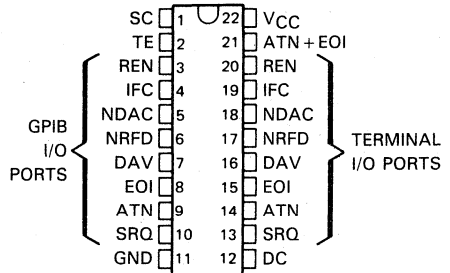 SC 1 22 VCC
TE 2 21 ATN + EOI
REN 3 20 REN
IFC 4 19 IFC
NDAC 5 18 NDAC
GPIB I/O PORTS
NRFD 6 17 NRFD
TERMINAL I/O PORTS
DAV 7 16 DAV
EOI 8 15 EOI
ATN 9 14 ATN
SRQ 10 13 SRQ
GND 11 12 DC